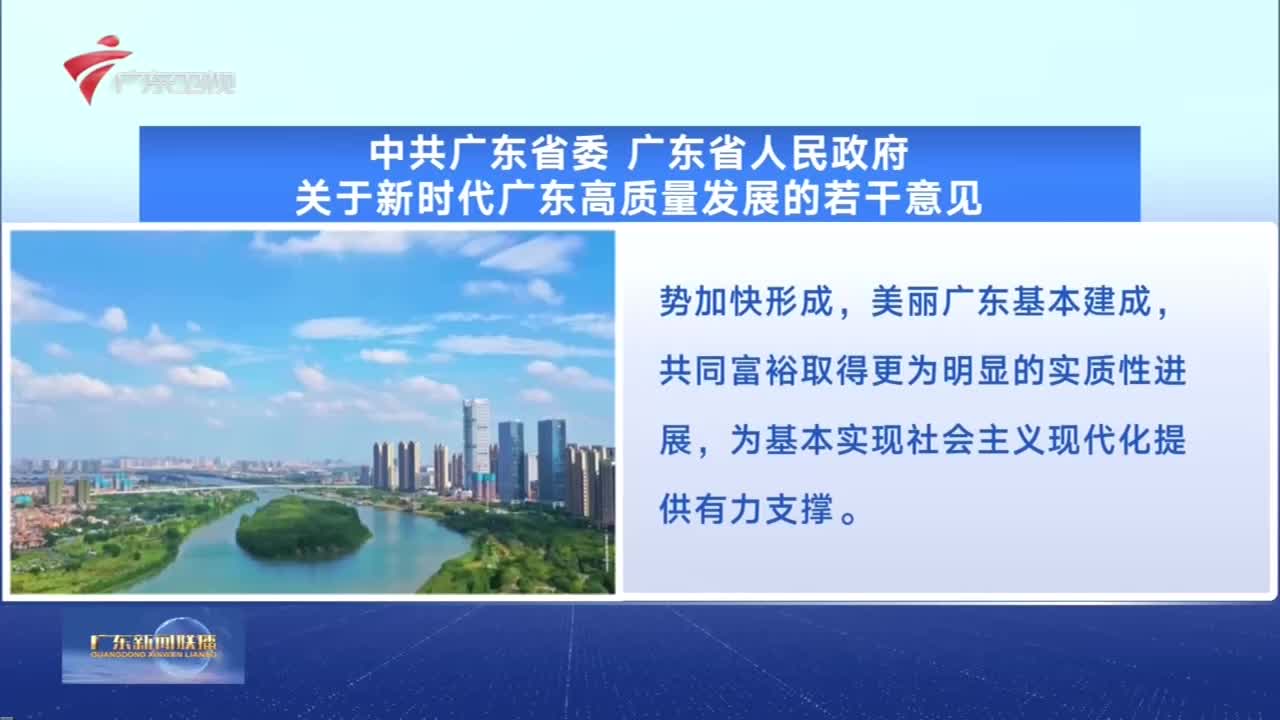 广东卫视
中共广东省委 广东省人民政府
关于新时代广东高质量发展的若干意见
势加快形成，美丽广东基本建成，
共同富裕取得更为明显的实质性进
展，为基本实现社会主义现代化提
供有力支撑。
广东新闻联播
GUANGDONG XINWEN LIANBO